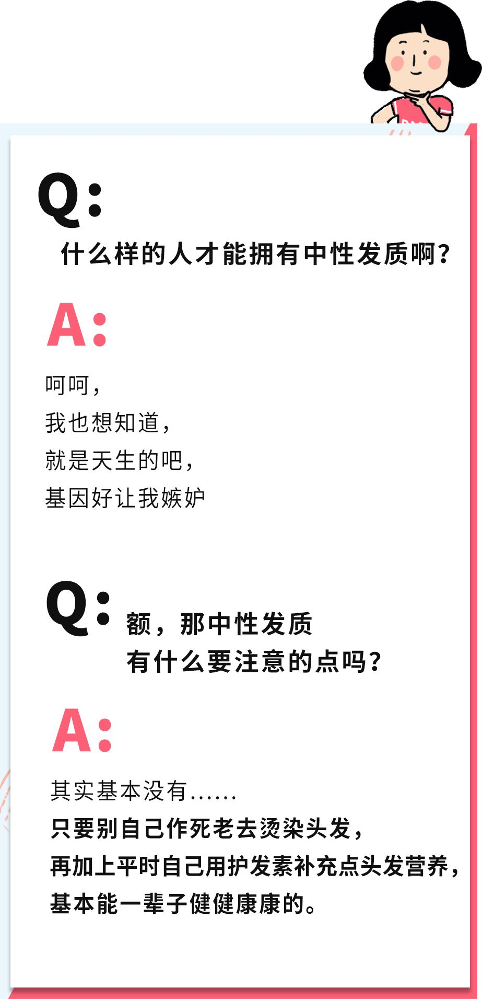 Q:
什么样的人才能拥有中性发质啊？
A:
呵呵，
我也想知道，
就是天生的吧，
基因好让我嫉妒
Q:
额，那中性发质
有什么要注意的点吗？
A:
其实基本没有……
只要别自己作死老去烫染头发，
再加上平时自己用护发素补充点头发营养，
基本能一辈子健健康康的。